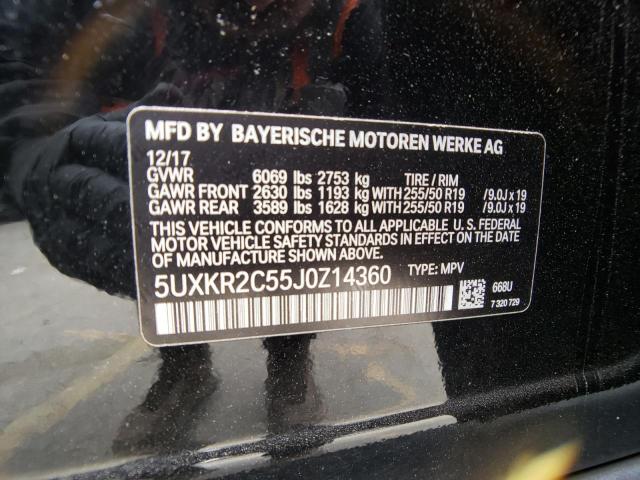 MFD BY BAYERISCHE MOTOREN WERKE AG
12/17
GVWR 6069 lbs 2753 kg TIRE / RIM
GAWR FRONT 2630 lbs 1193 kg WITH 255/50 R19 /9.0J x 19
GAWR REAR 3589 lbs 1628 kg WITH 255/50 R19 /9.0J x 19
THIS VEHICLE CONFORMS TO ALL APPLICABLE U. S. FEDERAL
MOTOR VEHICLE SAFETY STANDARDS IN EFFECT ON THE DATE
OF MANUFACTURE SHOWN ABOVE.
5UXKR2C55J0Z14360 TYPE: MPV
668U
7 320 729